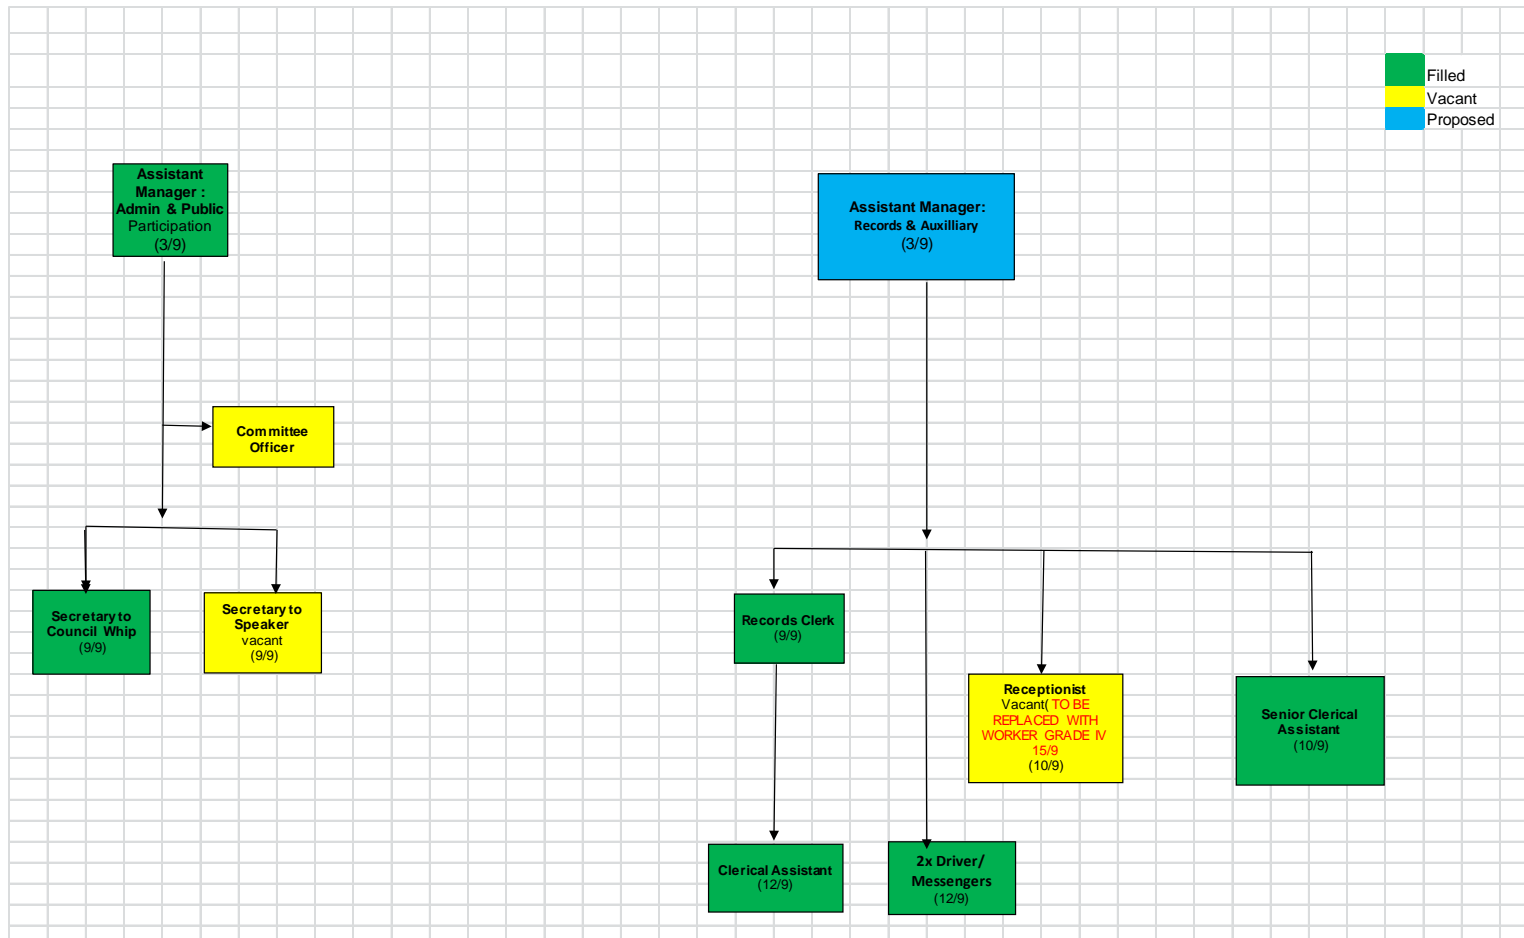 Filled
Vacant
Proposed
Assistant
Manager :
Admin & Public
Participation
(3/9)
Assistant Manager:
Records & Auxilliary
(3/9)
Committee
Officer
Secretary to
Council Whip
(9/9)
Secretary to
Speaker
vacant
(9/9)
Records Clerk
(9/9)
Receptionist
Vacant( TO BE
REPLACED WITH
WORKER GRADE IV
15/9
(10/9)
Senior Clerical
Assistant
(10/9)
Clerical Assistant
(12/9)
2x Driver/
Messengers
(12/9)